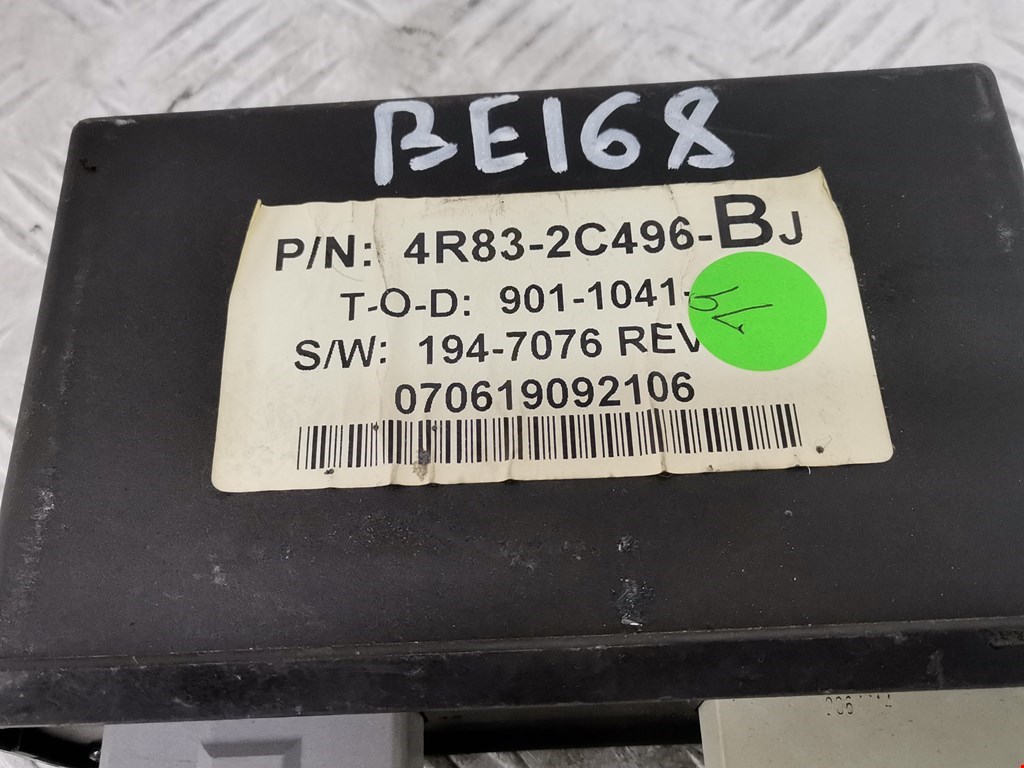 BE168
P/N: 4R83-2C496-BJ
T-O-D: 901-1041-
S/W: 194-7076 REV
070619092106